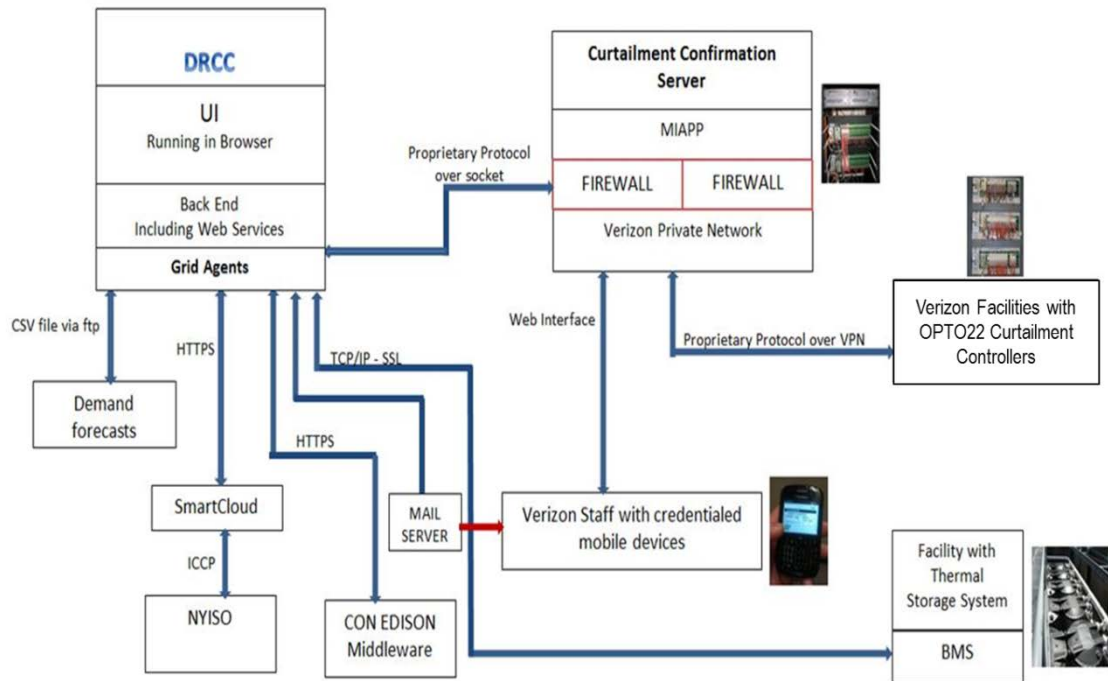 DRCC
UI
Running in Browser
Back End
Including Web Services
Grid Agents
Curtailment Confirmation
Server
MIAPP
FIREWALL
FIREWALL
Verizon Private Network
Proprietary Protocol
over socket
Verizon Facilities with
OPTO22 Curtailment
Controllers
CSV file via ftp
HTTPS
TCP/IP - SSL
Web Interface
Proprietary Protocol over VPN
Demand
forecasts
HTTPS
SmartCloud
MAIL
SERVER
Verizon Staff with credentialed
mobile devices
ICCP
NYISO
CON EDISON
Middleware
Facility with
Thermal
Storage System
BMS